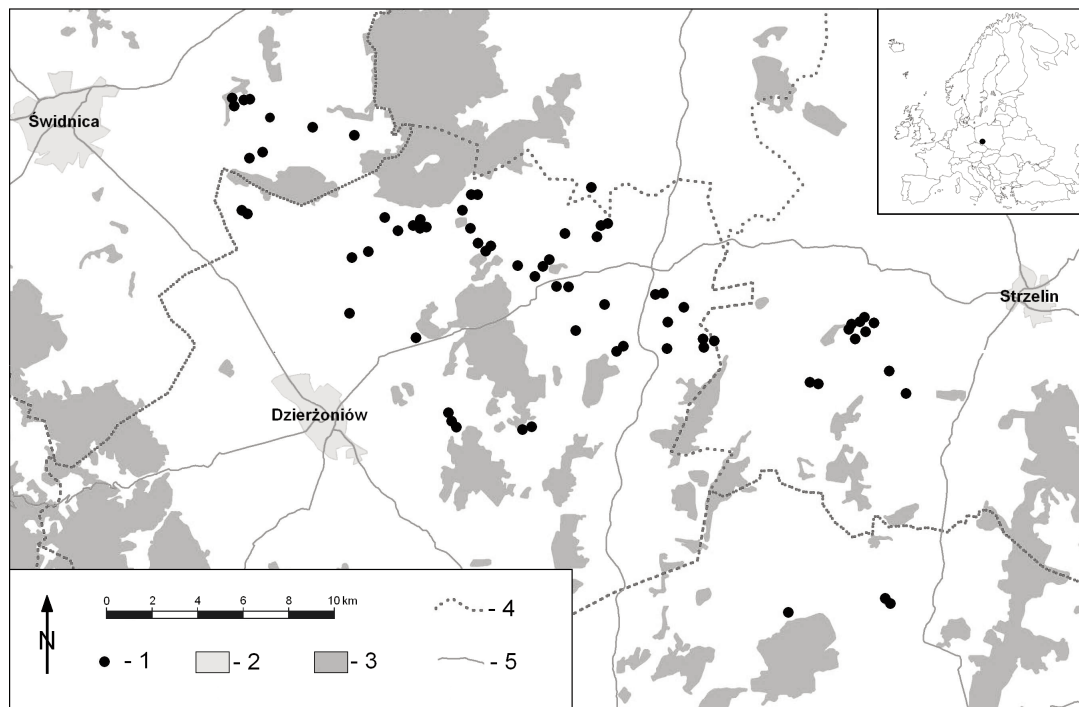 Świdnica
Strzelin
Dzierżoniów
0 2 4 6 8 10 km
N
- 1
- 2
- 3
- 4
- 5